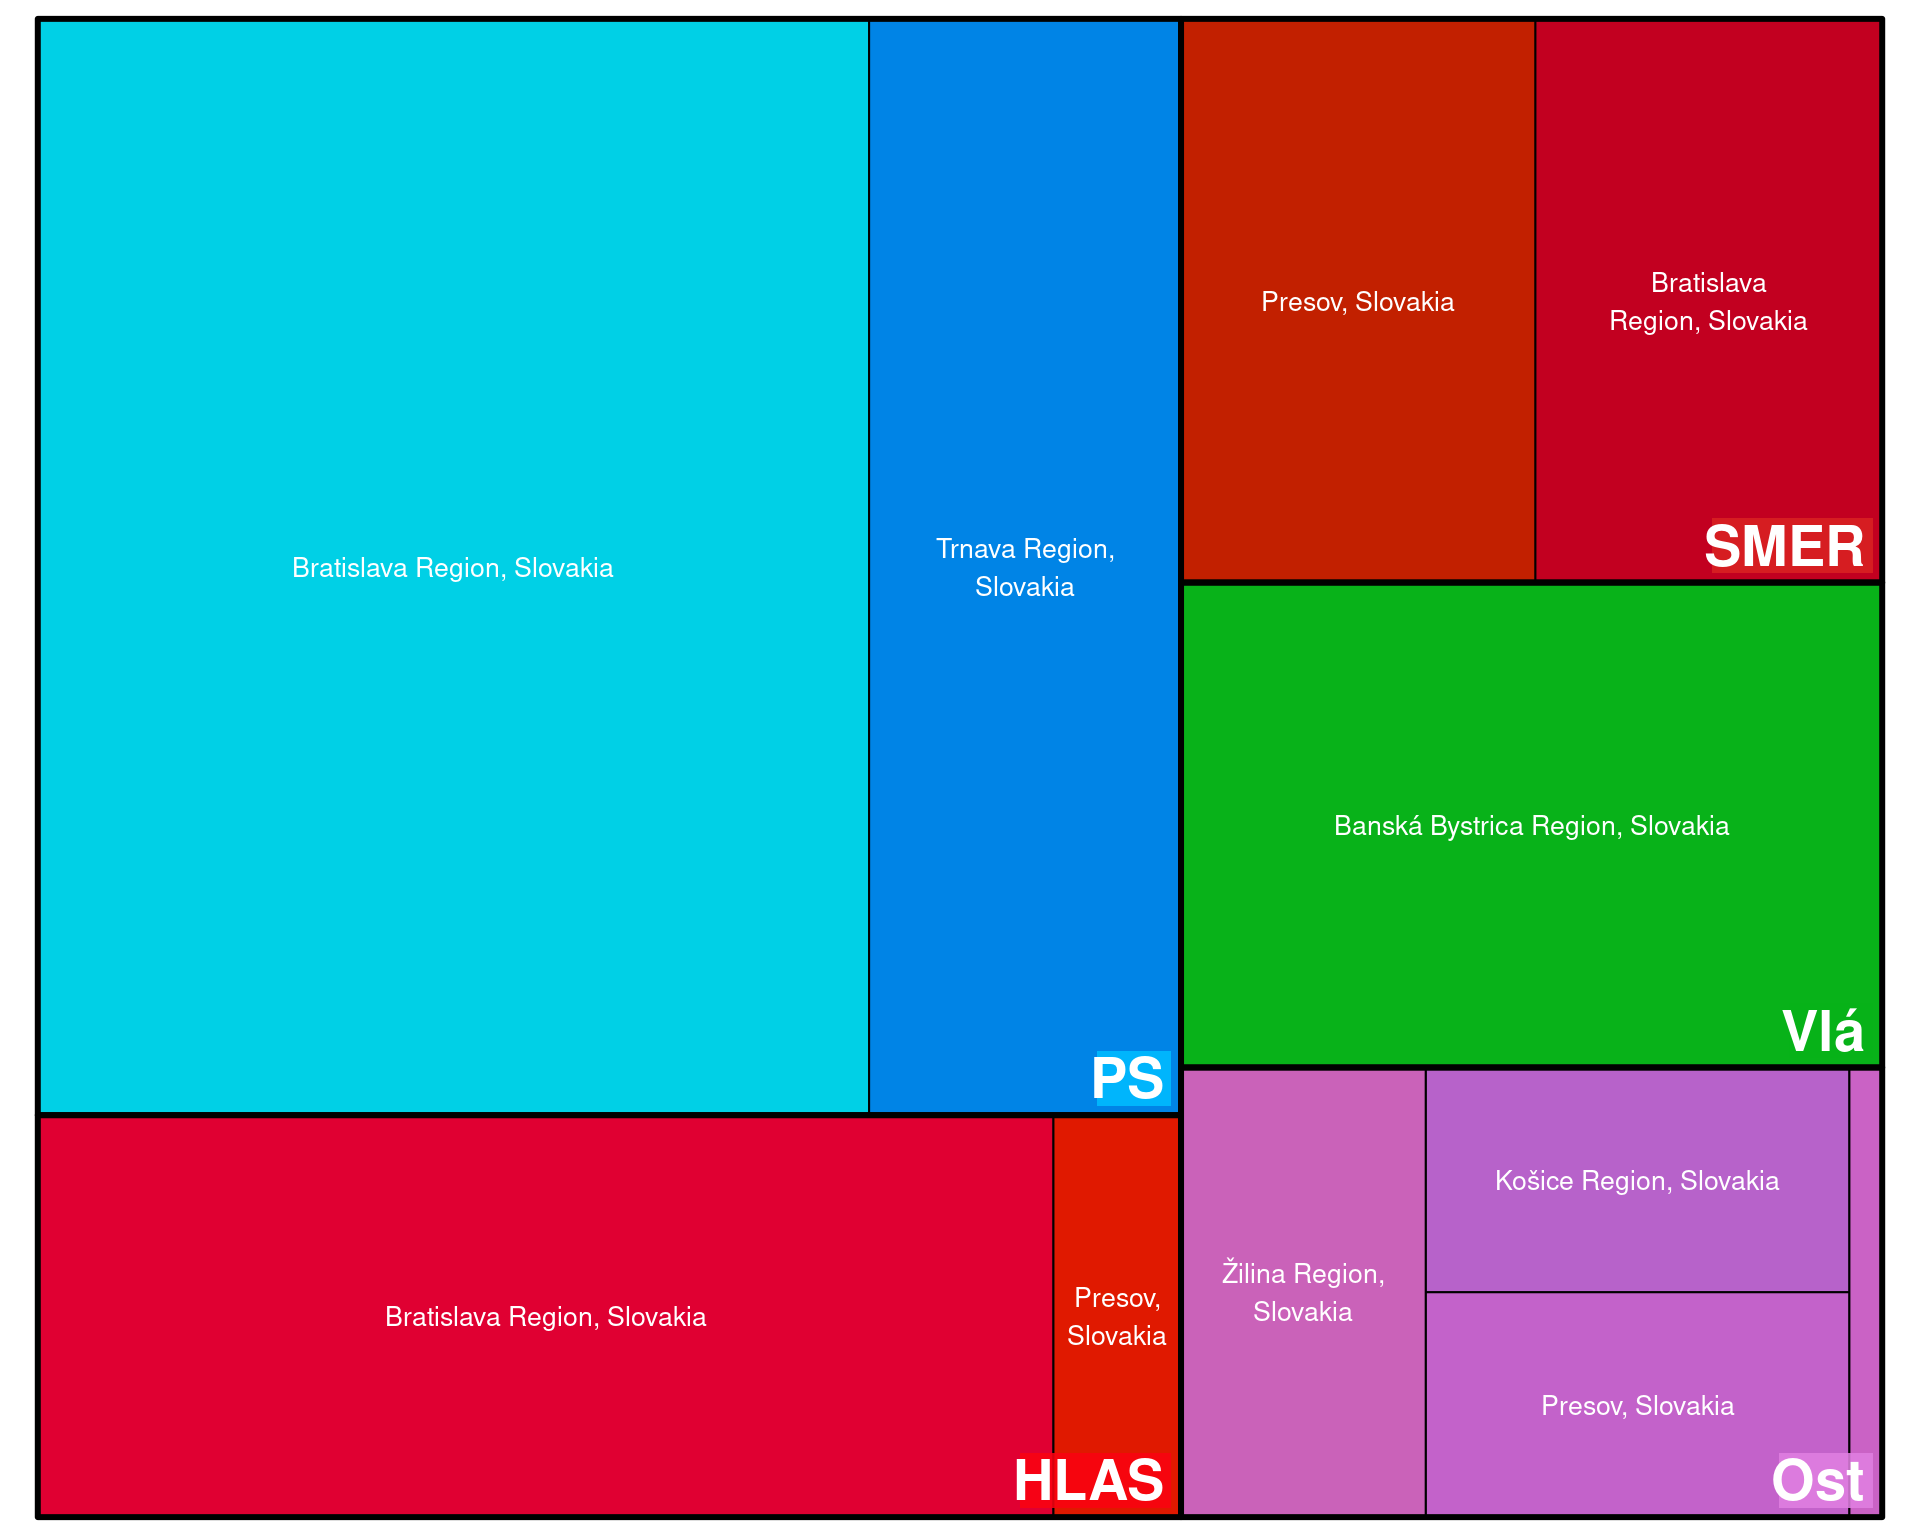 Bratislava Region, Slovakia
Trnava Region,
Slovakia
PS
Presov, Slovakia
Bratislava
Region, Slovakia
SMER
Banská Bystrica Region, Slovakia
Vlá
Bratislava Region, Slovakia
Presov,
Slovakia
HLAS
Žilina Region,
Slovakia
Košice Region, Slovakia
Presov, Slovakia
Ost